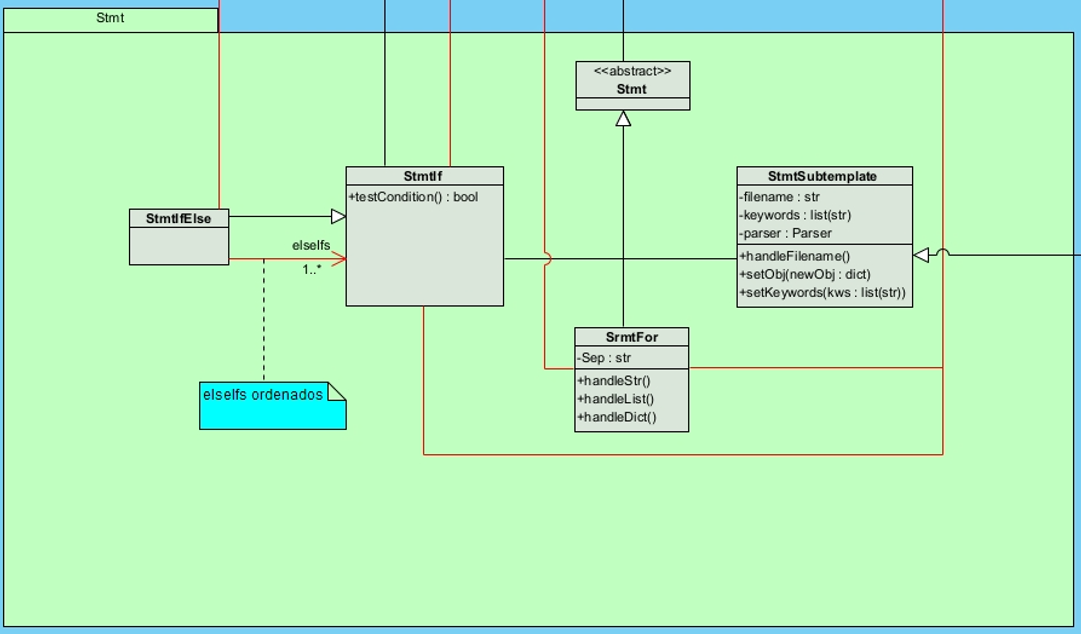 Stmt
<<abstract>>
Stmt
StmtIf
+testCondition() : bool
StmtSubtemplate
-filename : str
-keywords : list(str)
-parser : Parser
+handleFilename()
+setObj(newObj : dict)
+setKeywords(kws : list(str))
StmtIfElse
elseIfs
1..*
SrmtFor
-Sep : str
+handleStr()
+handleList()
+handleDict()
elseIfs ordenados